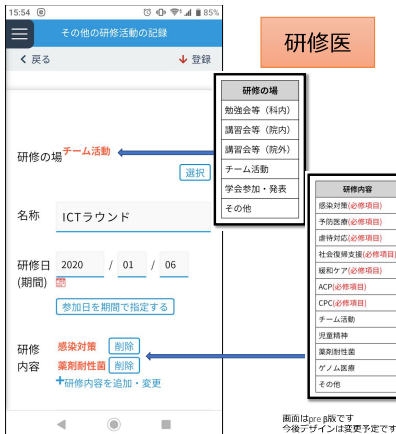 15:54
85%
その他の研修活動の記録
く 戻る
登録
研修医
研修の場
チーム活動
選択
名称
ICTラウンド
研修日
(期間)
2020 / 01 / 06
参加日を期間で指定する
研修
内容
感染対策 削除
薬剤耐性菌 削除
+研修内容を追加・変更
研修の場
勉強会等（科内）
講習会等（院内）
講習会等（院外）
チーム活動
学会参加・発表
その他
研修内容
感染対策(必修項目)
予防医療(必修項目)
虐待対応(必修項目)
社会復帰支援(必修項目)
緩和ケア(必修項目)
ACP(必修項目)
CPC(必修項目)
チーム活動
児童精神
薬剤耐性菌
ゲノム医療
その他
画面はpre β版です
今後デザインは変更予定です